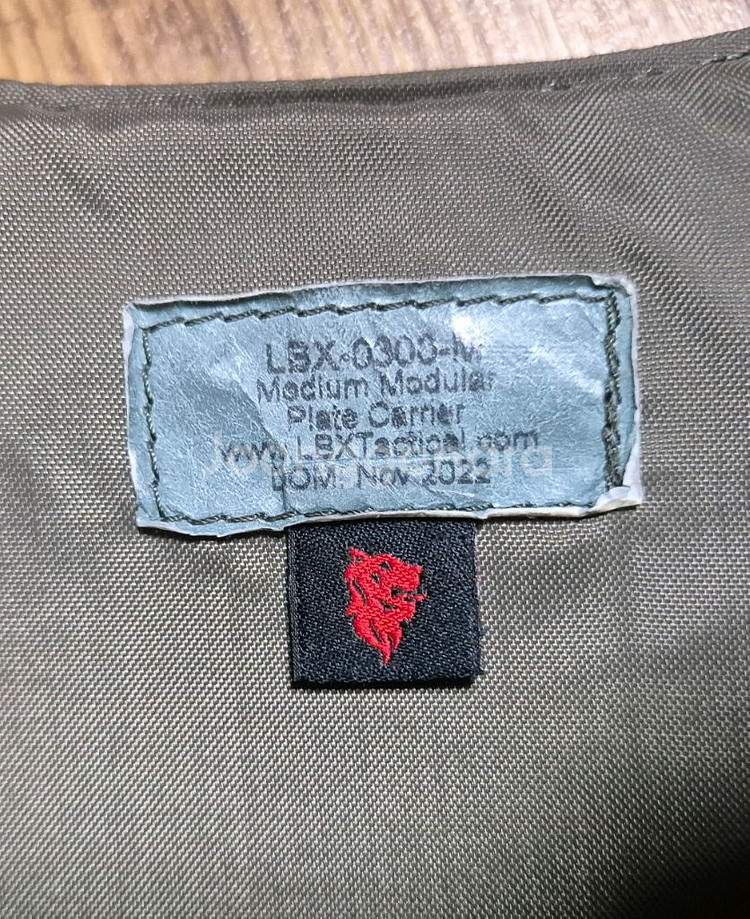 LBX-0300-M
Medium Modular
Plate Carrier
www.LBXTactical.com
DOM: Nov 2022